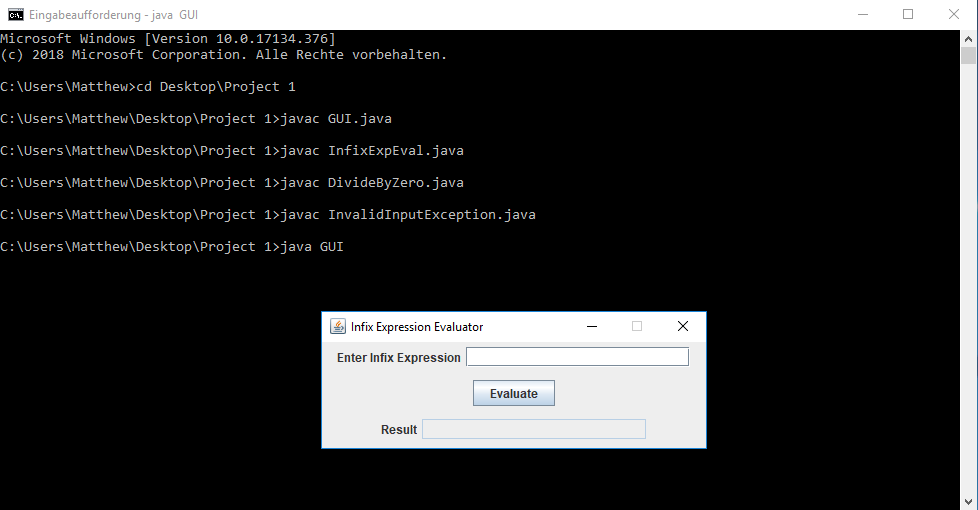 Eingabeaufforderung - java  GUI
Microsoft Windows [Version 10.0.17134.376]
(c) 2018 Microsoft Corporation. Alle Rechte vorbehalten.
C:\Users\Matthew>cd Desktop\Project 1
C:\Users\Matthew\Desktop\Project 1>javac GUI.java
C:\Users\Matthew\Desktop\Project 1>javac InfixExpEval.java
C:\Users\Matthew\Desktop\Project 1>javac DivideByZero.java
C:\Users\Matthew\Desktop\Project 1>javac InvalidInputException.java
C:\Users\Matthew\Desktop\Project 1>java GUI
Infix Expression Evaluator
Enter Infix Expression
Evaluate
Result